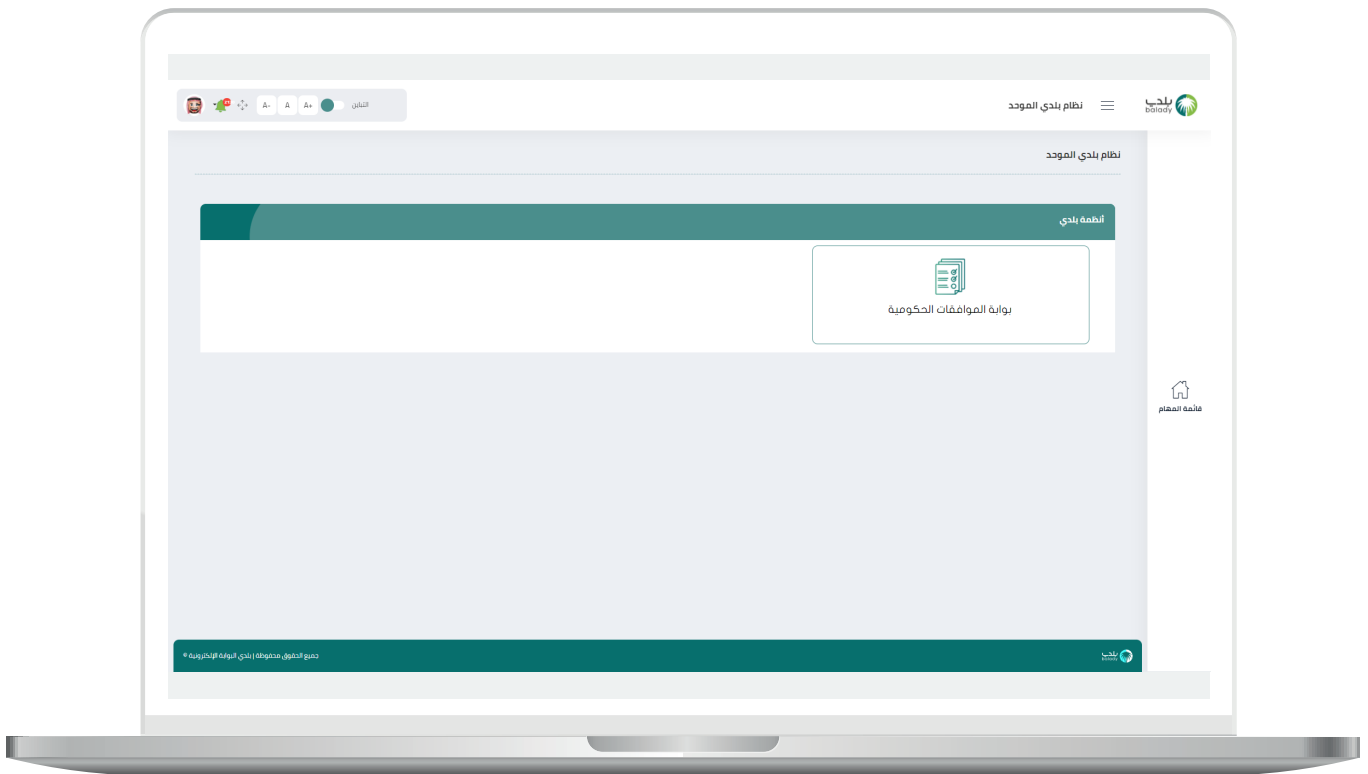 بلدي
balady
نظام بلدي الموحد
التباين
A+
A
A-
نظام بلدي الموحد
أنظمة بلدي
بوابة الموافقات الحكومية
قائمة المهام
بلدي
balady
جميع الحقوق محفوظة | بلدي البوابة الإلكترونية ©